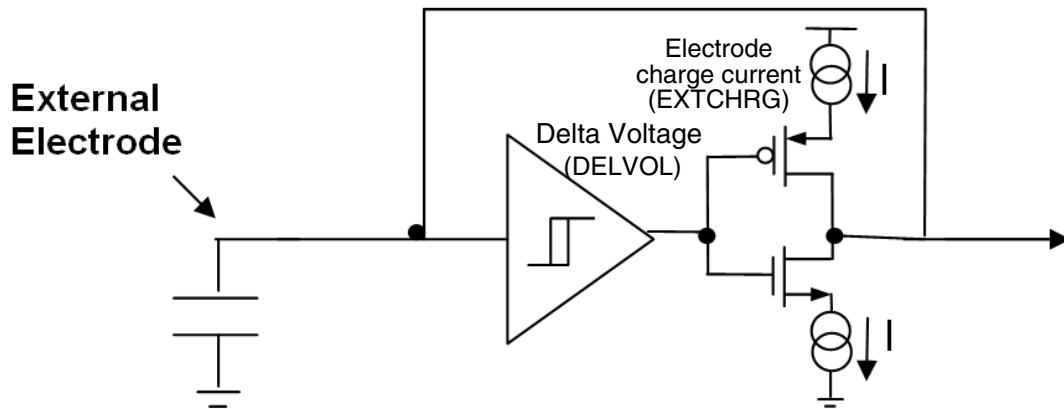 External
Electrode
Electrode
charge current
(EXTCHRG)
I
Delta Voltage
(DELVOL)
I